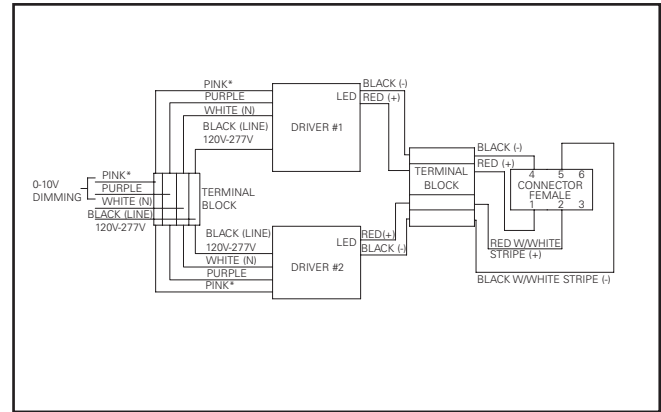 PINK*
PURPLE
WHITE (N)
BLACK (LINE)
120V-277V
LED
DRIVER #1
BLACK (-)
RED (+)
0-10V
DIMMING
PINK*
PURPLE
WHITE (N)
BLACK (LINE)
120V-277V
TERMINAL
BLOCK
TERMINAL
BLOCK
BLACK (-)
RED (+)
4 5 6
CONNECTOR
FEMALE
1 2 3
BLACK (LINE)
120V-277V
WHITE (N)
PURPLE
PINK*
LED
DRIVER #2
RED(+)
BLACK (-)
RED W/WHITE
STRIPE (+)
BLACK W/WHITE STRIPE (-)